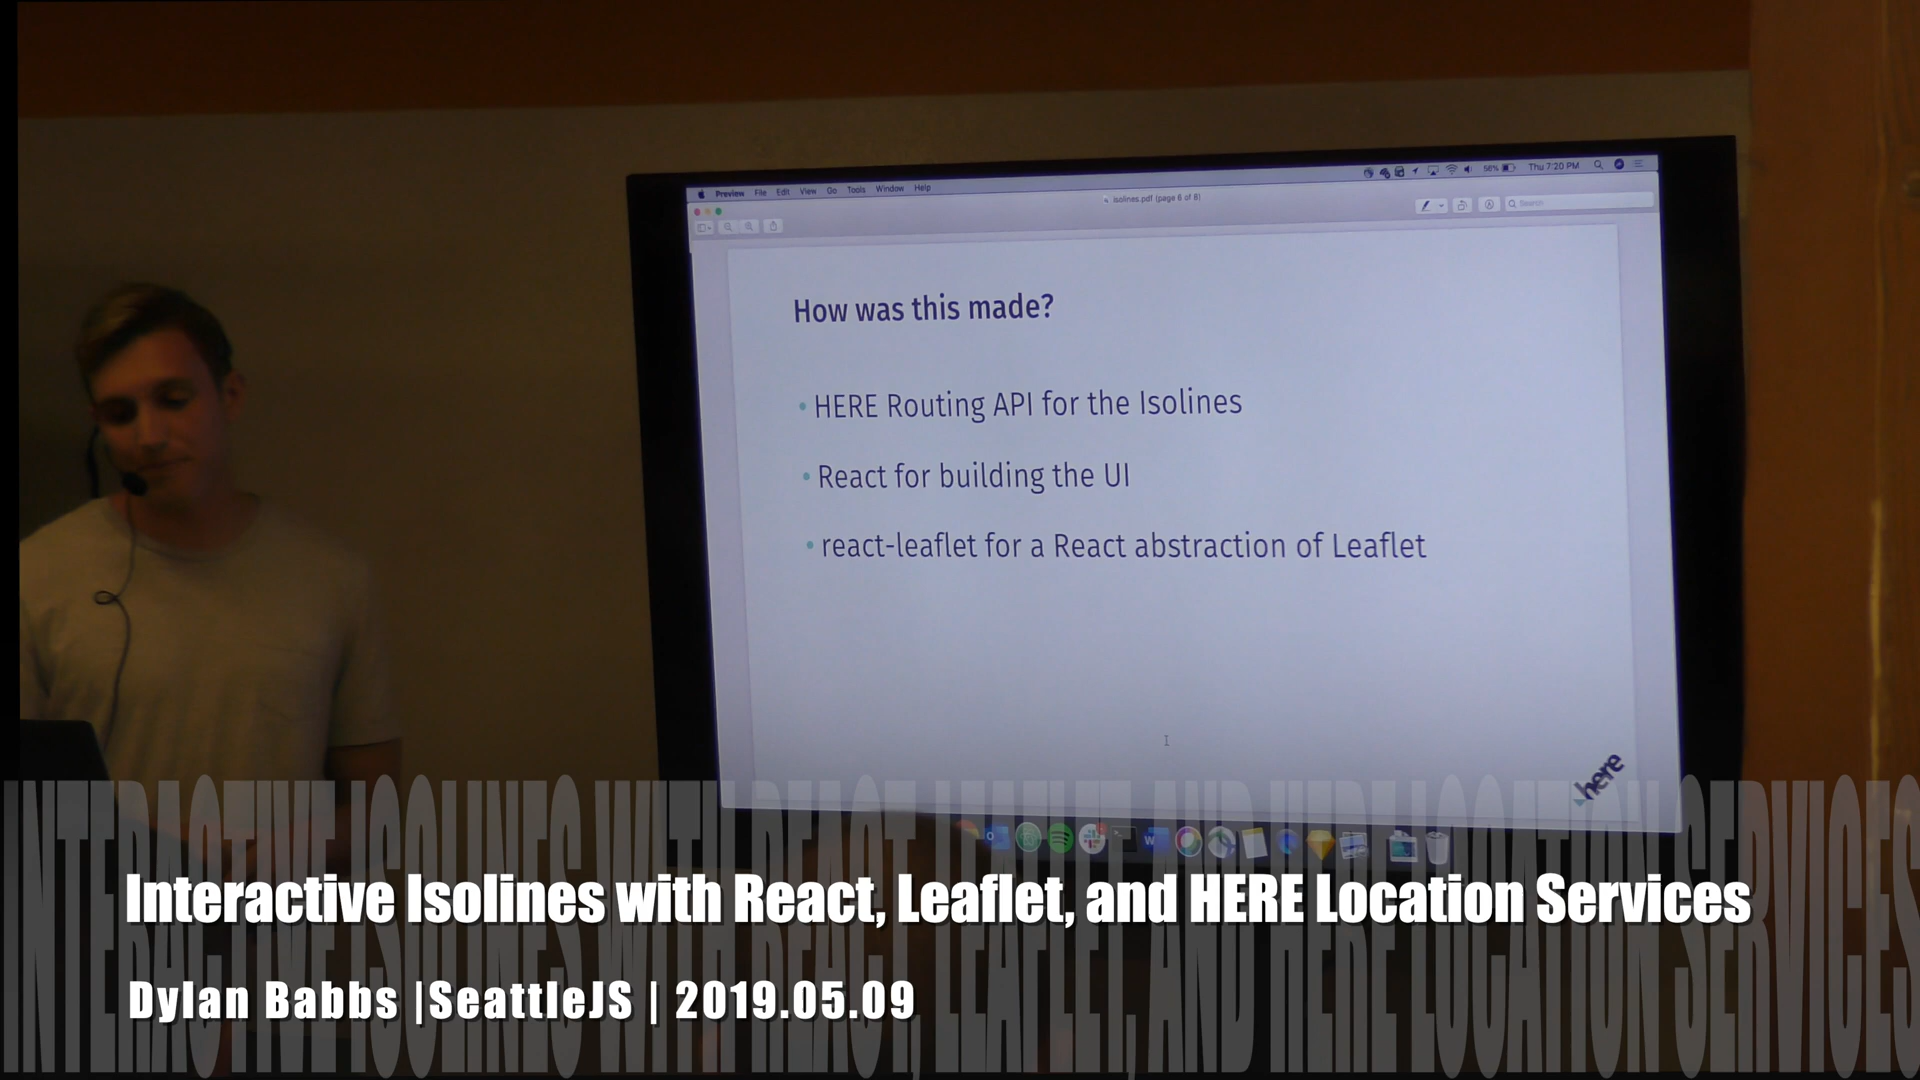 Preview File Edit View Go Tools Window Help
56% Thu 7:20 PM
isolines.pdf (page 6 of 8)
Search
How was this made?
• HERE Routing API for the Isolines
• React for building the UI
• react-leaflet for a React abstraction of Leaflet
here
INTERACTIVE ISOLINES WITH REACT, LEAFLET, AND HERE LOCATION SERVICES
Interactive Isolines with React, Leaflet, and HERE Location Services
Dylan Babbs |SeattleJS | 2019.05.09